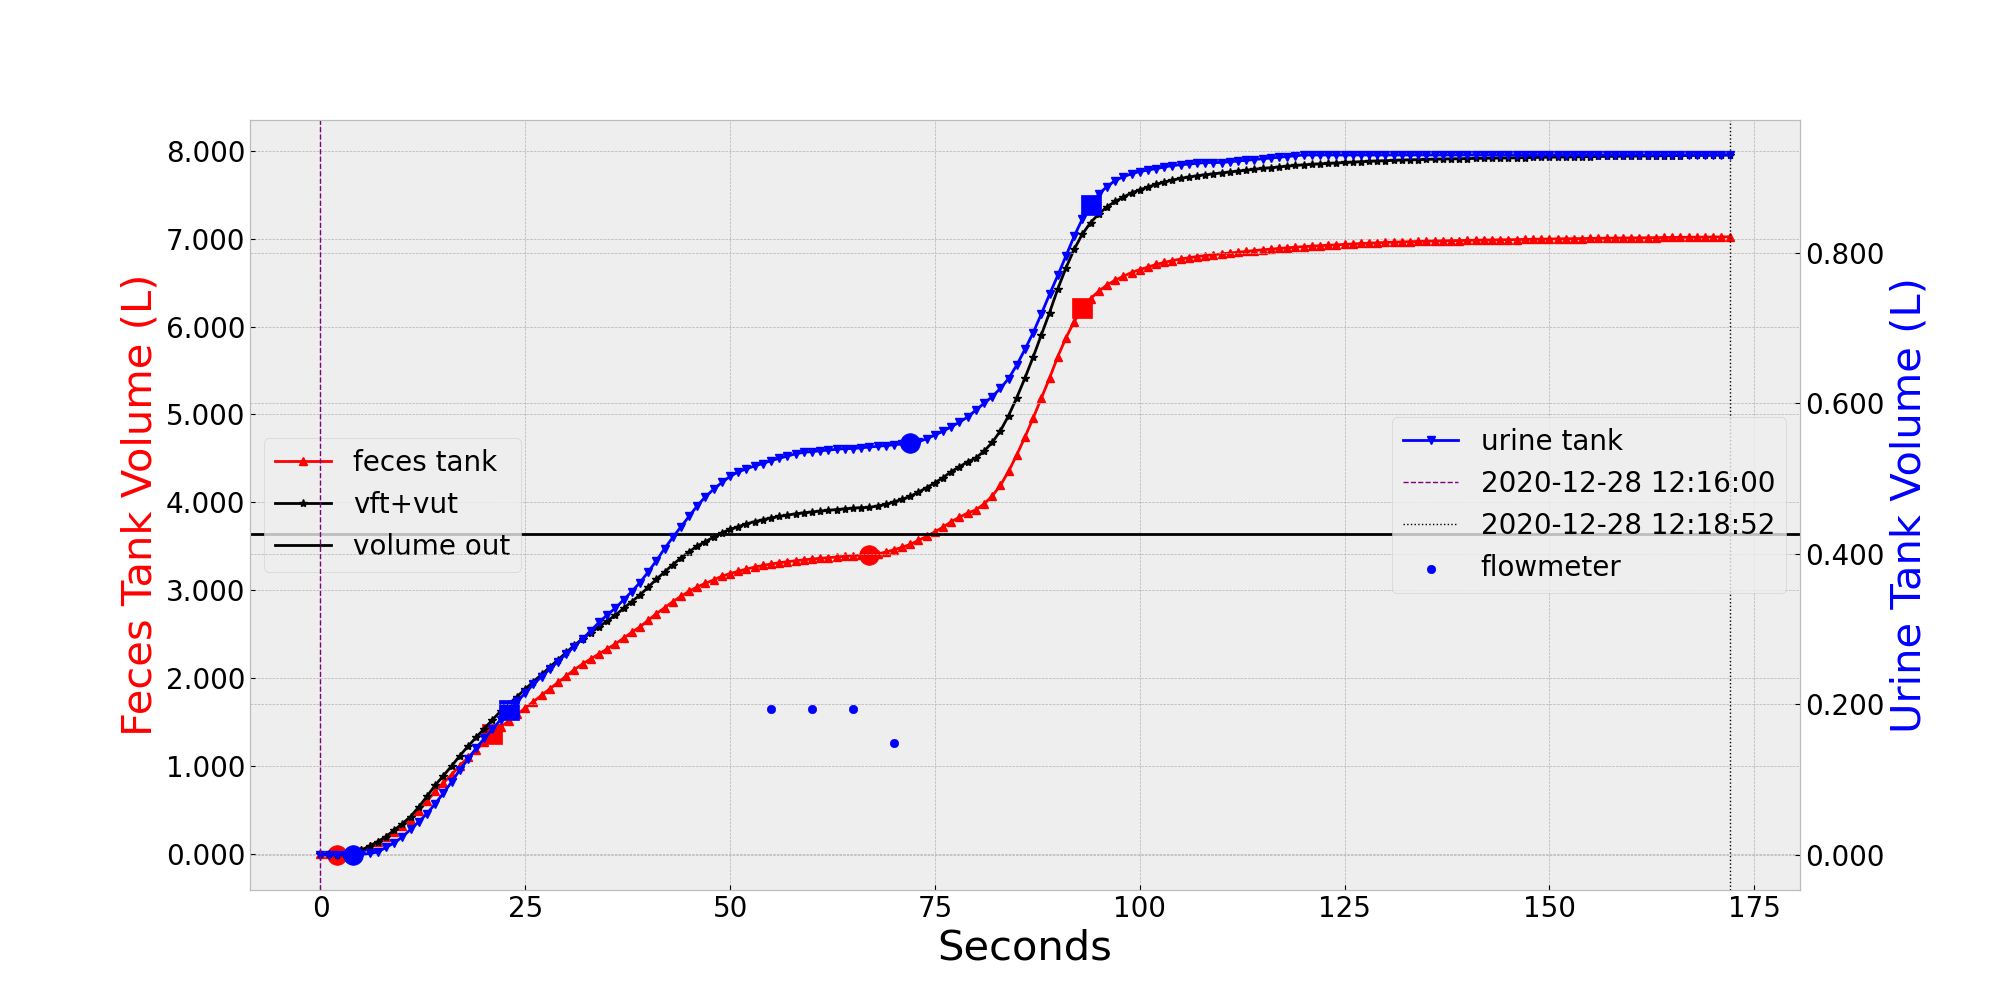 8.000
7.000
6.000
5.000
4.000
3.000
2.000
1.000
0.000
Feces Tank Volume (L)
feces tank
vft+vut
volume out
urine tank
2020-12-28 12:16:00
2020-12-28 12:18:52
flowmeter
0.800
0.600
0.400
0.200
0.000
Urine Tank Volume (L)
0 25 50 75 100 125 150 175
Seconds